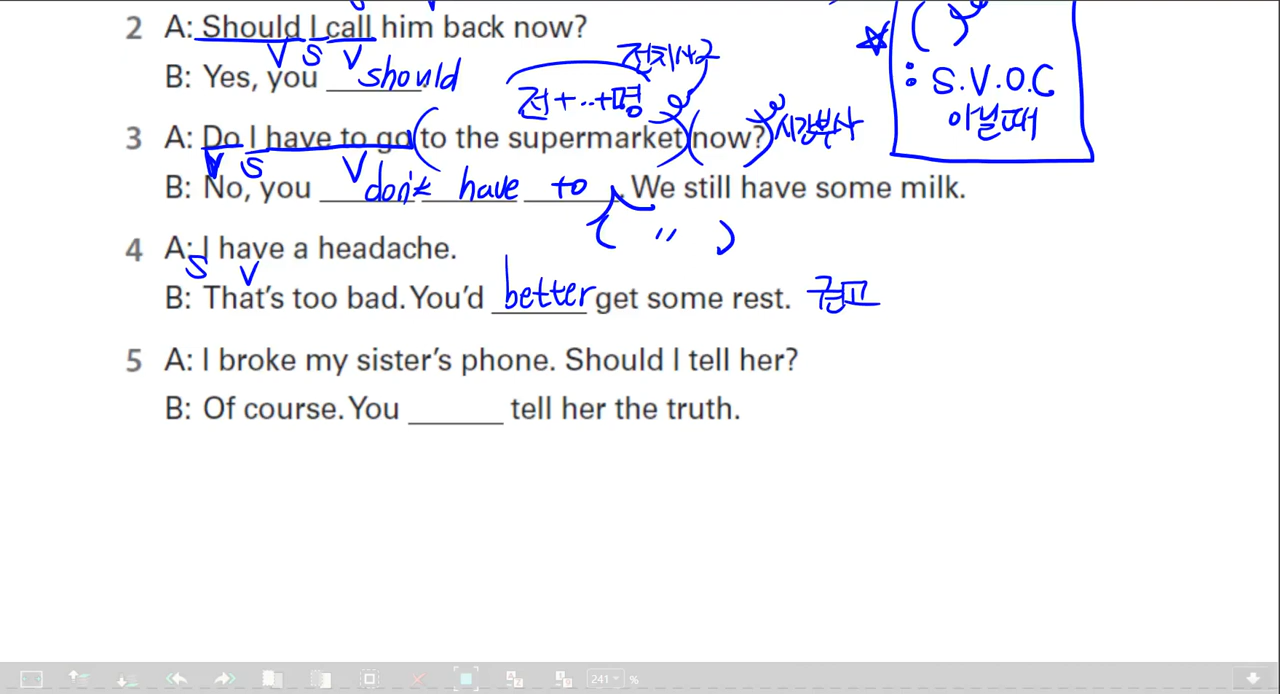 2 A: Should I call him back now?
V S V
B: Yes, you should.
전치사구
전+..+명
S.V.O.C
아닐때
3 A: Do I have to go (to the supermarket) (now?) 시간부사
V S V
B: No, you don't have to. We still have some milk.
( " )
4 A: I have a headache.
S V
B: That's too bad. You'd better get some rest.
5 A: I broke my sister's phone. Should I tell her?
B: Of course. You ______ tell her the truth.
241 %